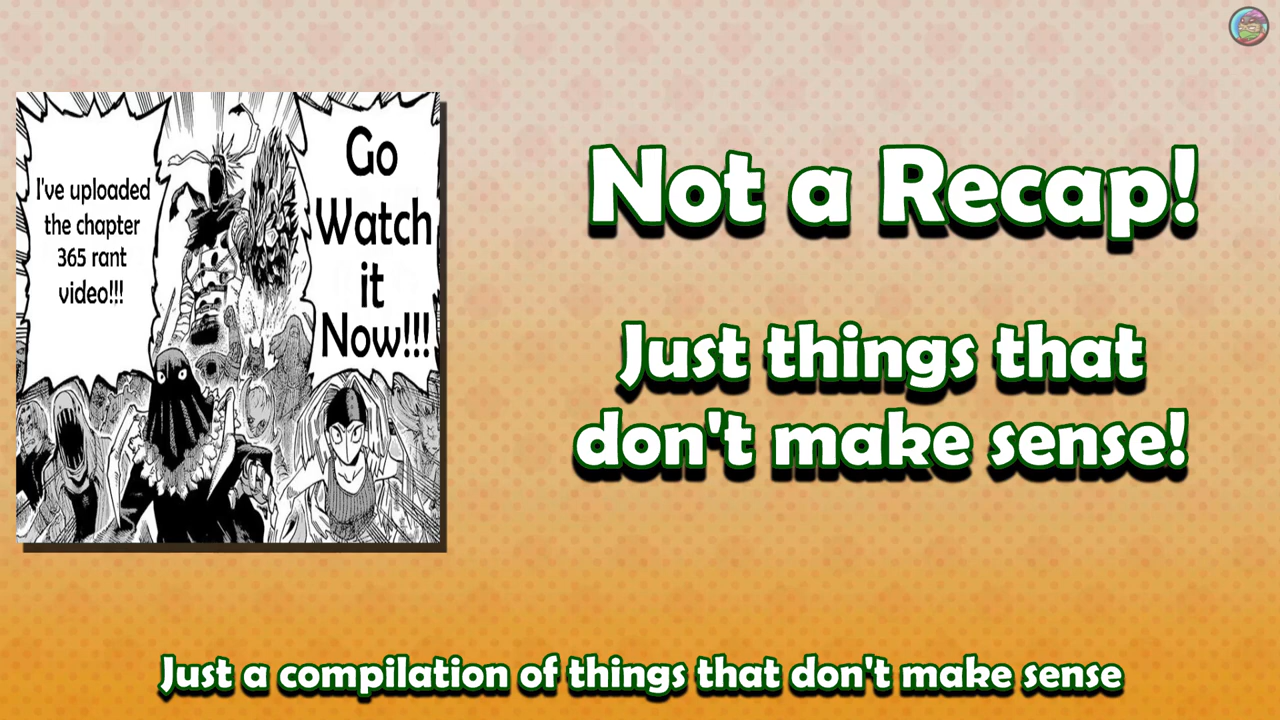 I've uploaded
the chapter
365 rant
video!!!
Go
Watch
it
Now!!!
Not a Recap!
Just things that
don't make sense!
Just a compilation of things that don't make sense